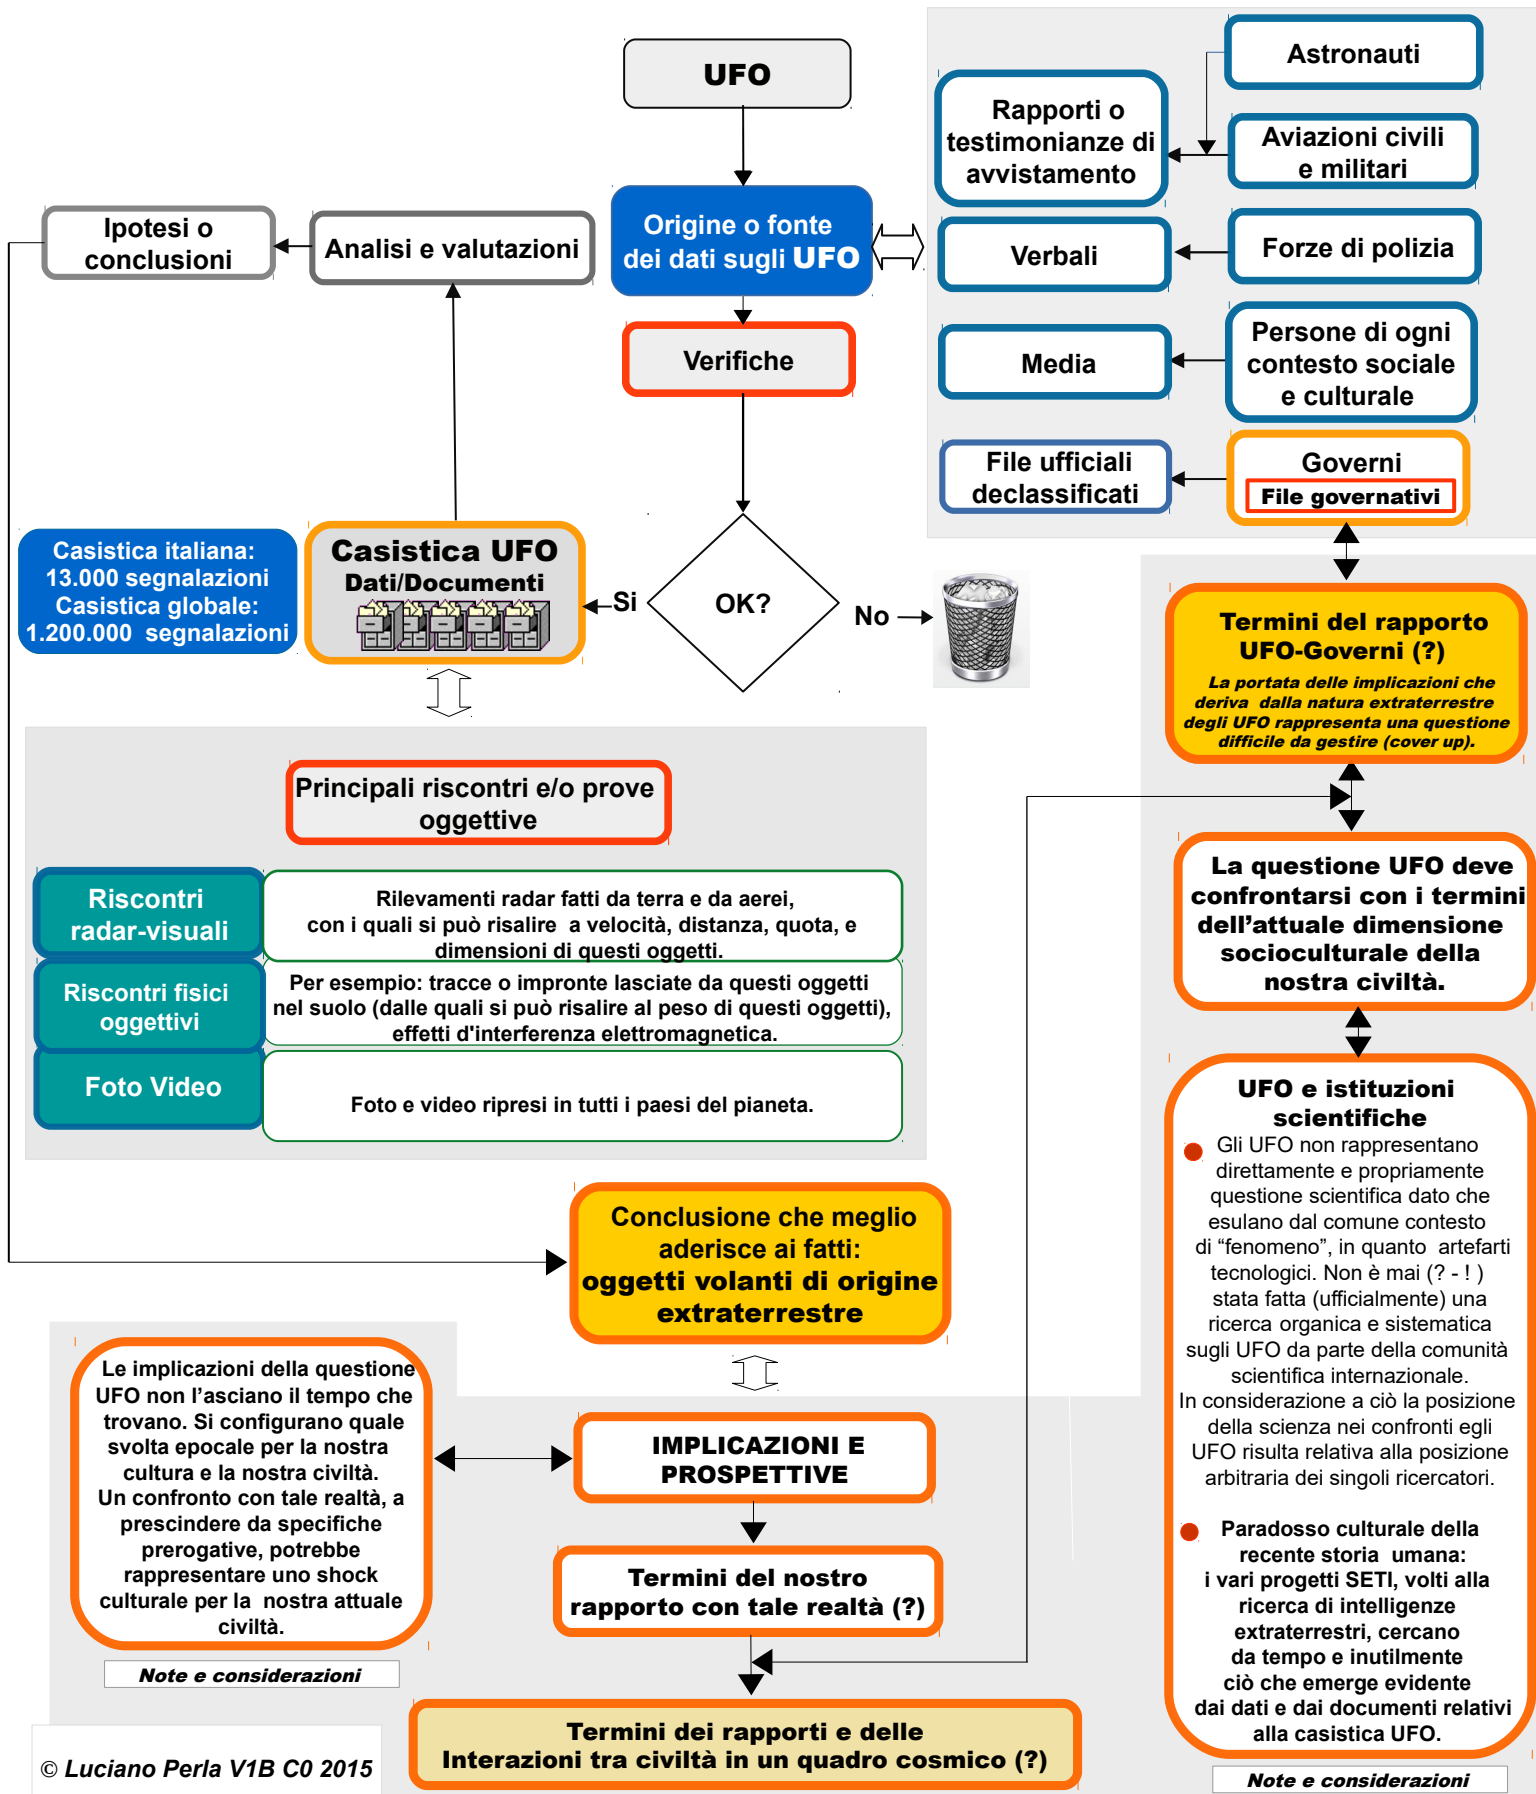 UFO
Origine o fonte
dei dati sugli UFO
Verifiche
OK?
Si
No
Astronauti
Rapporti o
testimonianze di
avvistamento
Aviazioni civili
e militari
Verbali
Forze di polizia
Media
Persone di ogni
contesto sociale
e culturale
File ufficiali
declassificati
Governi
File governativi
Ipotesi o
conclusioni
Analisi e valutazioni
Casistica italiana:
13.000 segnalazioni
Casistica globale:
1.200.000 segnalazioni
Casistica UFO
Dati/Documenti
Termini del rapporto
UFO-Governi (?)
La portata delle implicazioni che
deriva dalla natura extraterrestre
degli UFO rappresenta una questione
difficile da gestire (cover up).
Principali riscontri e/o prove
oggettive
Riscontri
radar-visuali
Rilevamenti radar fatti da terra e da aerei,
con i quali si può risalire a velocità, distanza, quota, e
dimensioni di questi oggetti.
Riscontri fisici
oggettivi
Per esempio: tracce o impronte lasciate da questi oggetti
nel suolo (dalle quali si può risalire al peso di questi oggetti),
effetti d'interferenza elettromagnetica.
Foto Video
Foto e video ripresi in tutti i paesi del pianeta.
La questione UFO deve
confrontarsi con i termini
dell’attuale dimensione
socioculturale della
nostra civiltà.
UFO e istituzioni
scientifiche
Gli UFO non rappresentano
direttamente e propriamente
questione scientifica dato che
esulano dal comune contesto
di “fenomeno”, in quanto artefarti
tecnologici. Non è mai (? - ! )
stata fatta (ufficialmente) una
ricerca organica e sistematica
sugli UFO da parte della comunità
scientifica internazionale.
In considerazione a ciò la posizione
della scienza nei confronti egli
UFO risulta relativa alla posizione
arbitraria dei singoli ricercatori.
Paradosso culturale della
recente storia umana:
i vari progetti SETI, volti alla
ricerca di intelligenze
extraterrestri, cercano
da tempo e inutilmente
ciò che emerge evidente
dai dati e dai documenti relativi
alla casistica UFO.
Note e considerazioni
Conclusione che meglio
aderisce ai fatti:
oggetti volanti di origine
extraterrestre
Le implicazioni della questione
UFO non l’asciano il tempo che
trovano. Si configurano quale
svolta epocale per la nostra
cultura e la nostra civiltà.
Un confronto con tale realtà, a
prescindere da specifiche
prerogative, potrebbe
rappresentare uno shock
culturale per la nostra attuale
civiltà.
Note e considerazioni
IMPLICAZIONI E
PROSPETTIVE
Termini del nostro
rapporto con tale realtà (?)
Termini dei rapporti e delle
Interazioni tra civiltà in un quadro cosmico (?)
© Luciano Perla V1B C0 2015